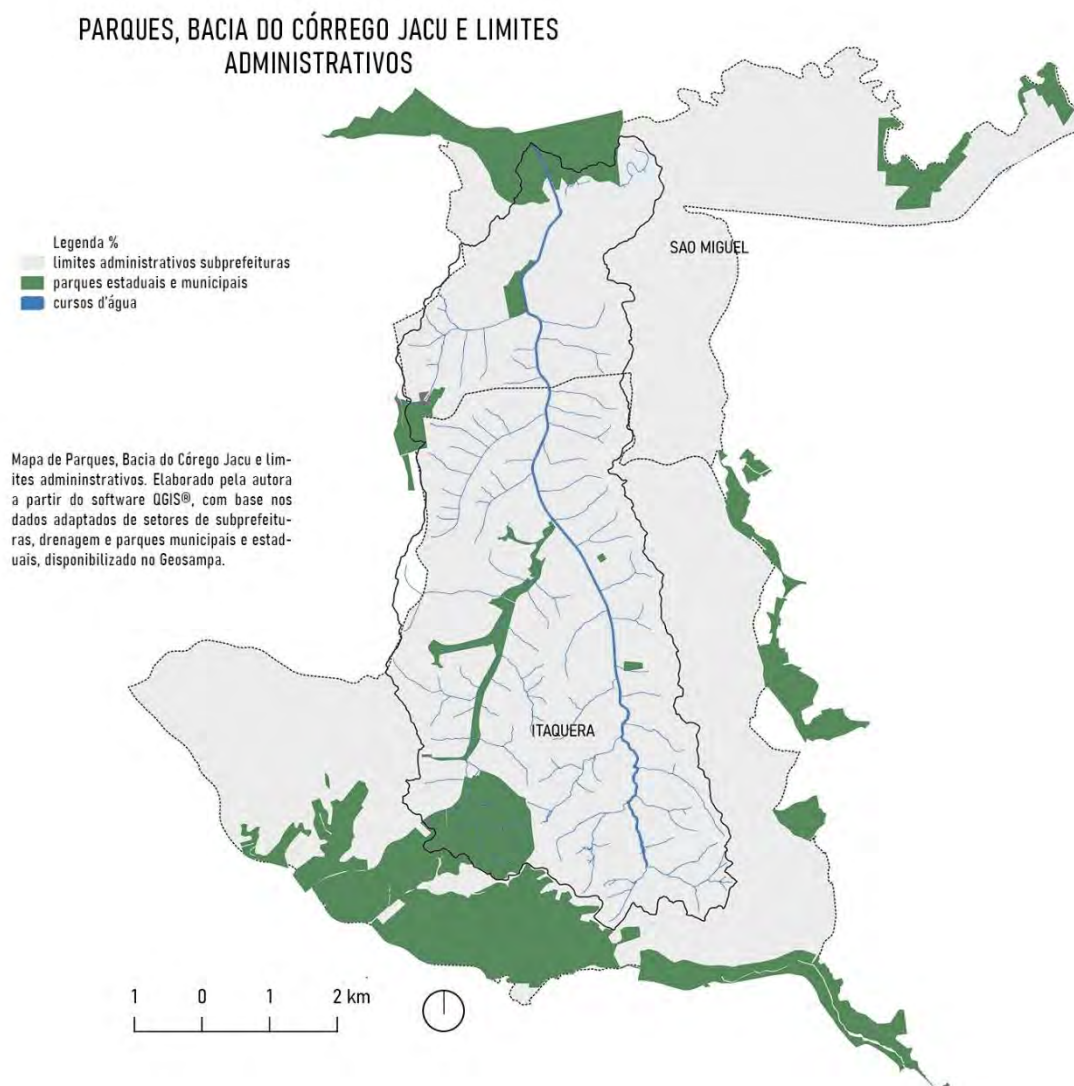 PARQUES, BACIA DO CÓRREGO JACU E LIMITES
ADMINISTRATIVOS
Legenda %
limites administrativos subprefeituras
parques estaduais e municipais
cursos d'água
SAO MIGUEL
Mapa de Parques, Bacia do Córego Jacu e lim-
ites admininstrativos. Elaborado pela autora
a partir do software QGIS®, com base nos
dados adaptados de setores de subprefeitu-
ras, drenagem e parques municipais e estad-
uais, disponibilizado no Geosampa.
ITAQUERA
1 0 1 2 km